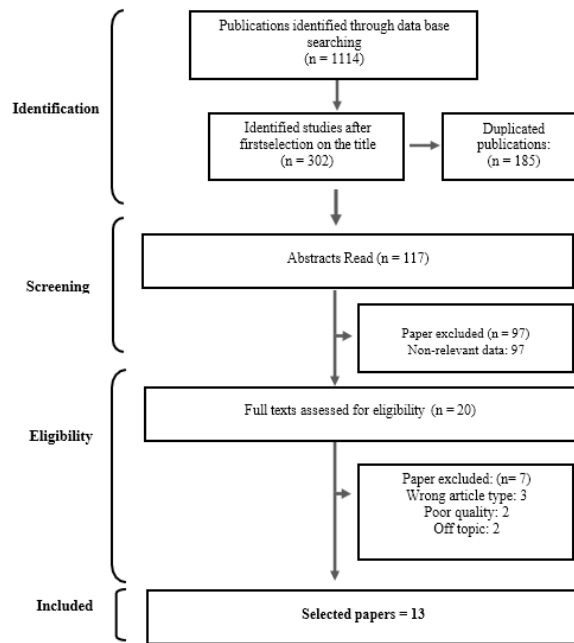 Publications identified through data base
searching
(n = 1114)
Identification
Identified studies after
firstselection on the title
(n = 302)
Duplicated
publications:
(n = 185)
Abstracts Read (n = 117)
Screening
Paper excluded (n = 97)
Non-relevant data: 97
Full texts assessed for eligibility (n = 20)
Eligibility
Paper excluded: (n= 7)
Wrong article type: 3
Poor quality: 2
Off topic: 2
Included
Selected papers = 13